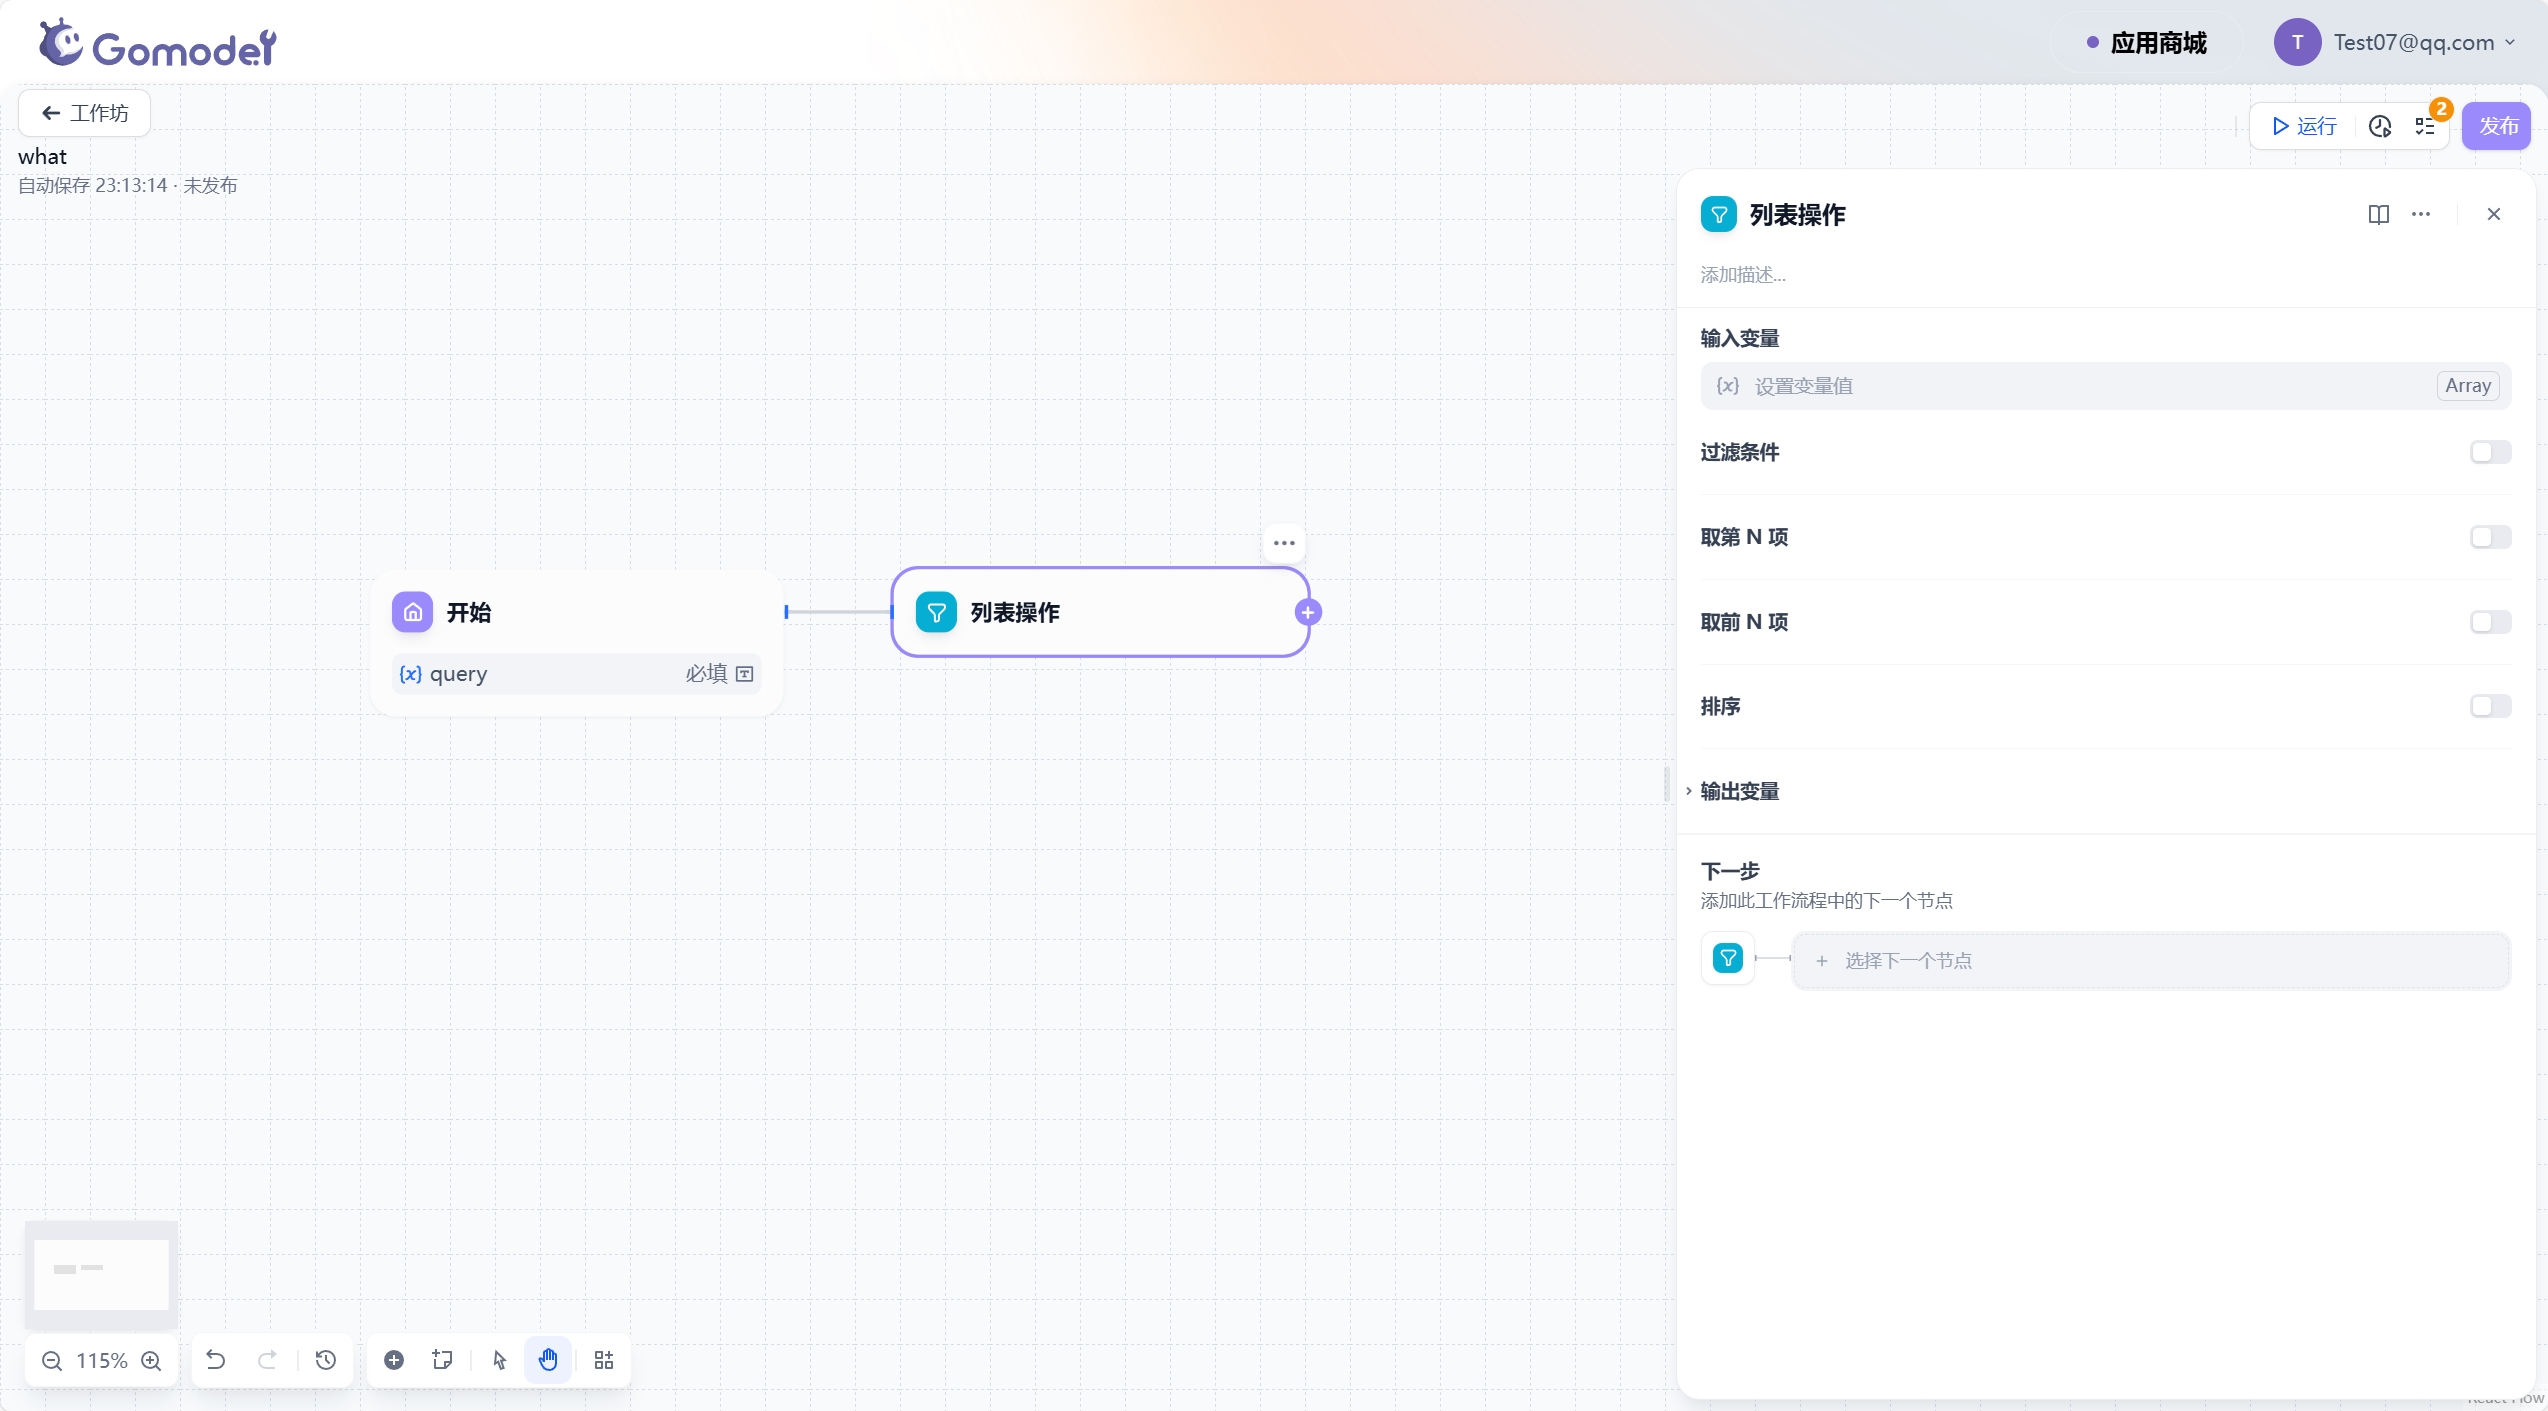 Gomodel
应用商城
T
Test07@qq.com
工作坊
what
自动保存 23:13:14 · 未发布
运行
2
发布
列表操作
添加描述...
输入变量
{x} 设置变量值
Array
过滤条件
取第 N 项
取前 N 项
排序
输出变量
下一步
添加此工作流程中的下一个节点
+ 选择下一个节点
开始
{x} query
必填
列表操作
115%